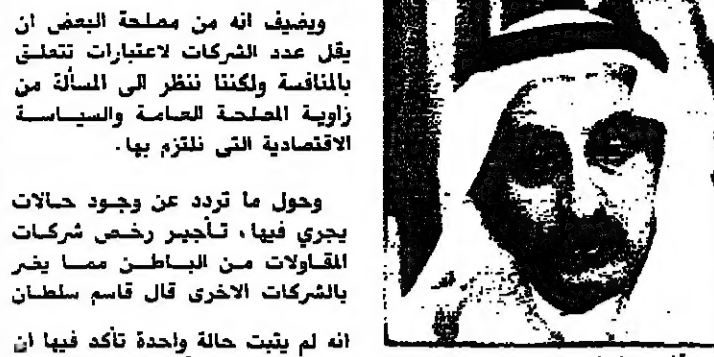 ويضيف انه من مصلحة البعض ان
يقل عدد الشركات لاعتبارات تتعلق
بالمنافسة ولكننا ننظر الى المسألة من
زاوية المصلحة العامة والسياسة
الاقتصادية التي نلتزم بها .
وحول ما تردد عن وجود حالات
يجري فيها ، تأجير رخص شركات
المقاولات من الباطن مما يضر
بالشركات الاخرى قال قاسم سلطان
انه لم يثبت حالة واحدة تأكد فيها ان